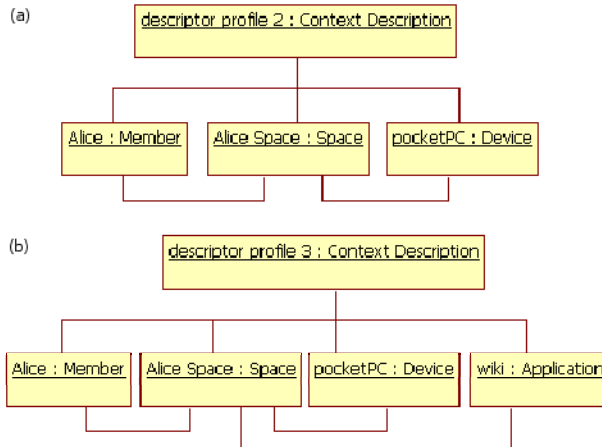 (a)
descriptor profile 2 : Context Description
Alice : Member
Alice Space : Space
pocketPC : Device
(b)
descriptor profile 3 : Context Description
Alice : Member
Alice Space : Space
pocketPC : Device
wiki : Application